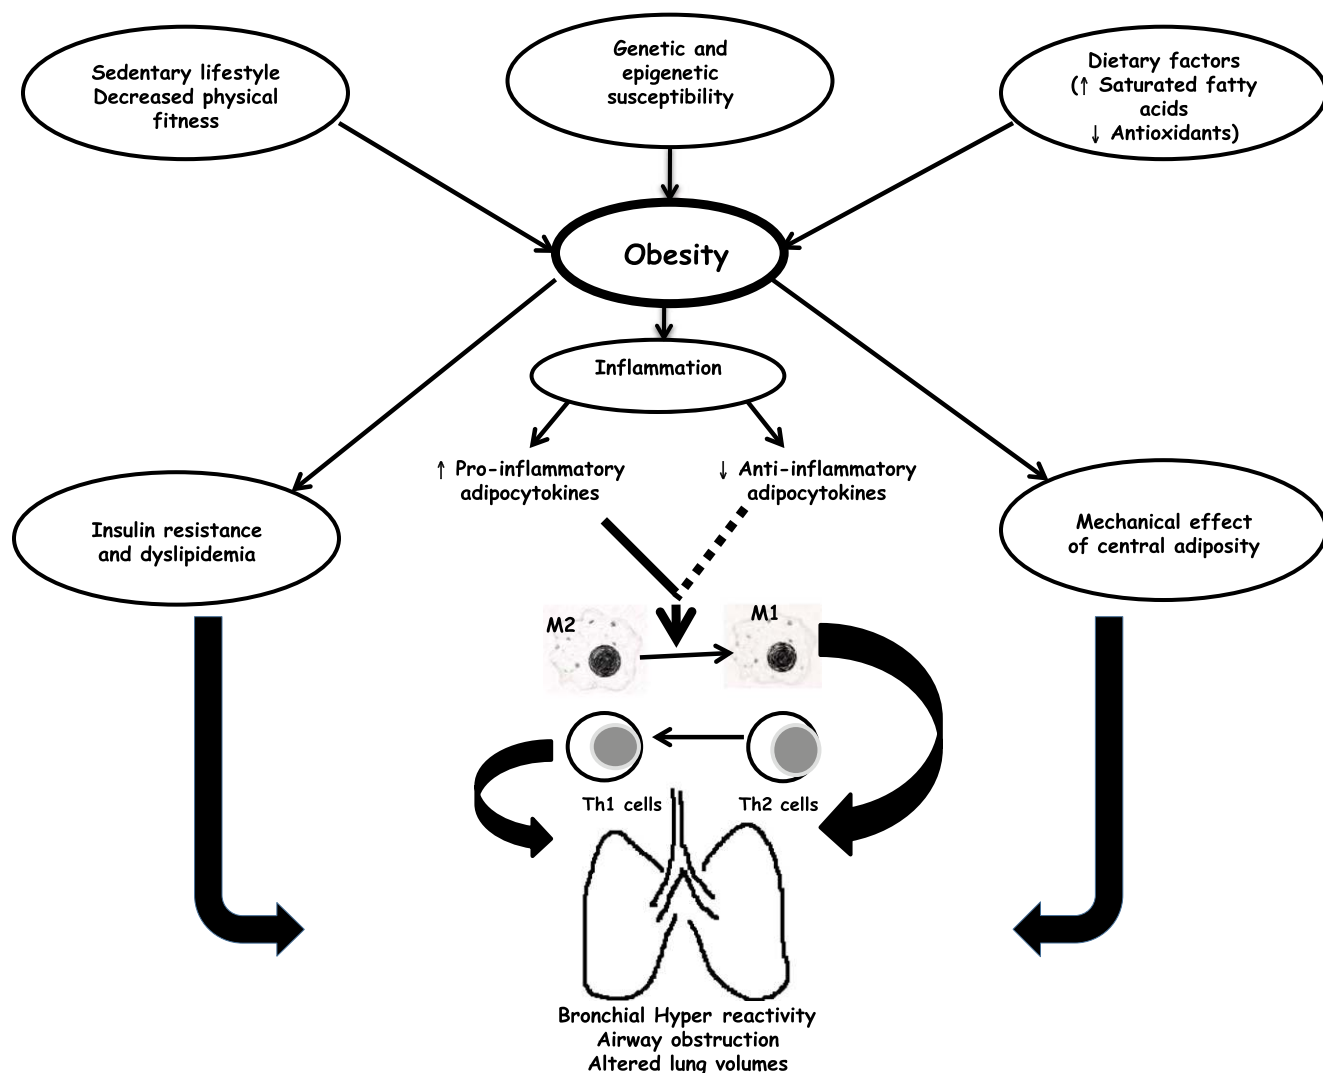 Sedentary lifestyle
Decreased physical
fitness
Genetic and
epigenetic
susceptibility
Dietary factors
(↑ Saturated fatty
acids
↓ Antioxidants)
Obesity
Inflammation
↑ Pro-inflammatory
adipocytokines
↓ Anti-inflammatory
adipocytokines
Insulin resistance
and dyslipidemia
Mechanical effect
of central adiposity
M2
M1
Th1 cells
Th2 cells
Bronchial Hyper reactivity
Airway obstruction
Altered lung volumes